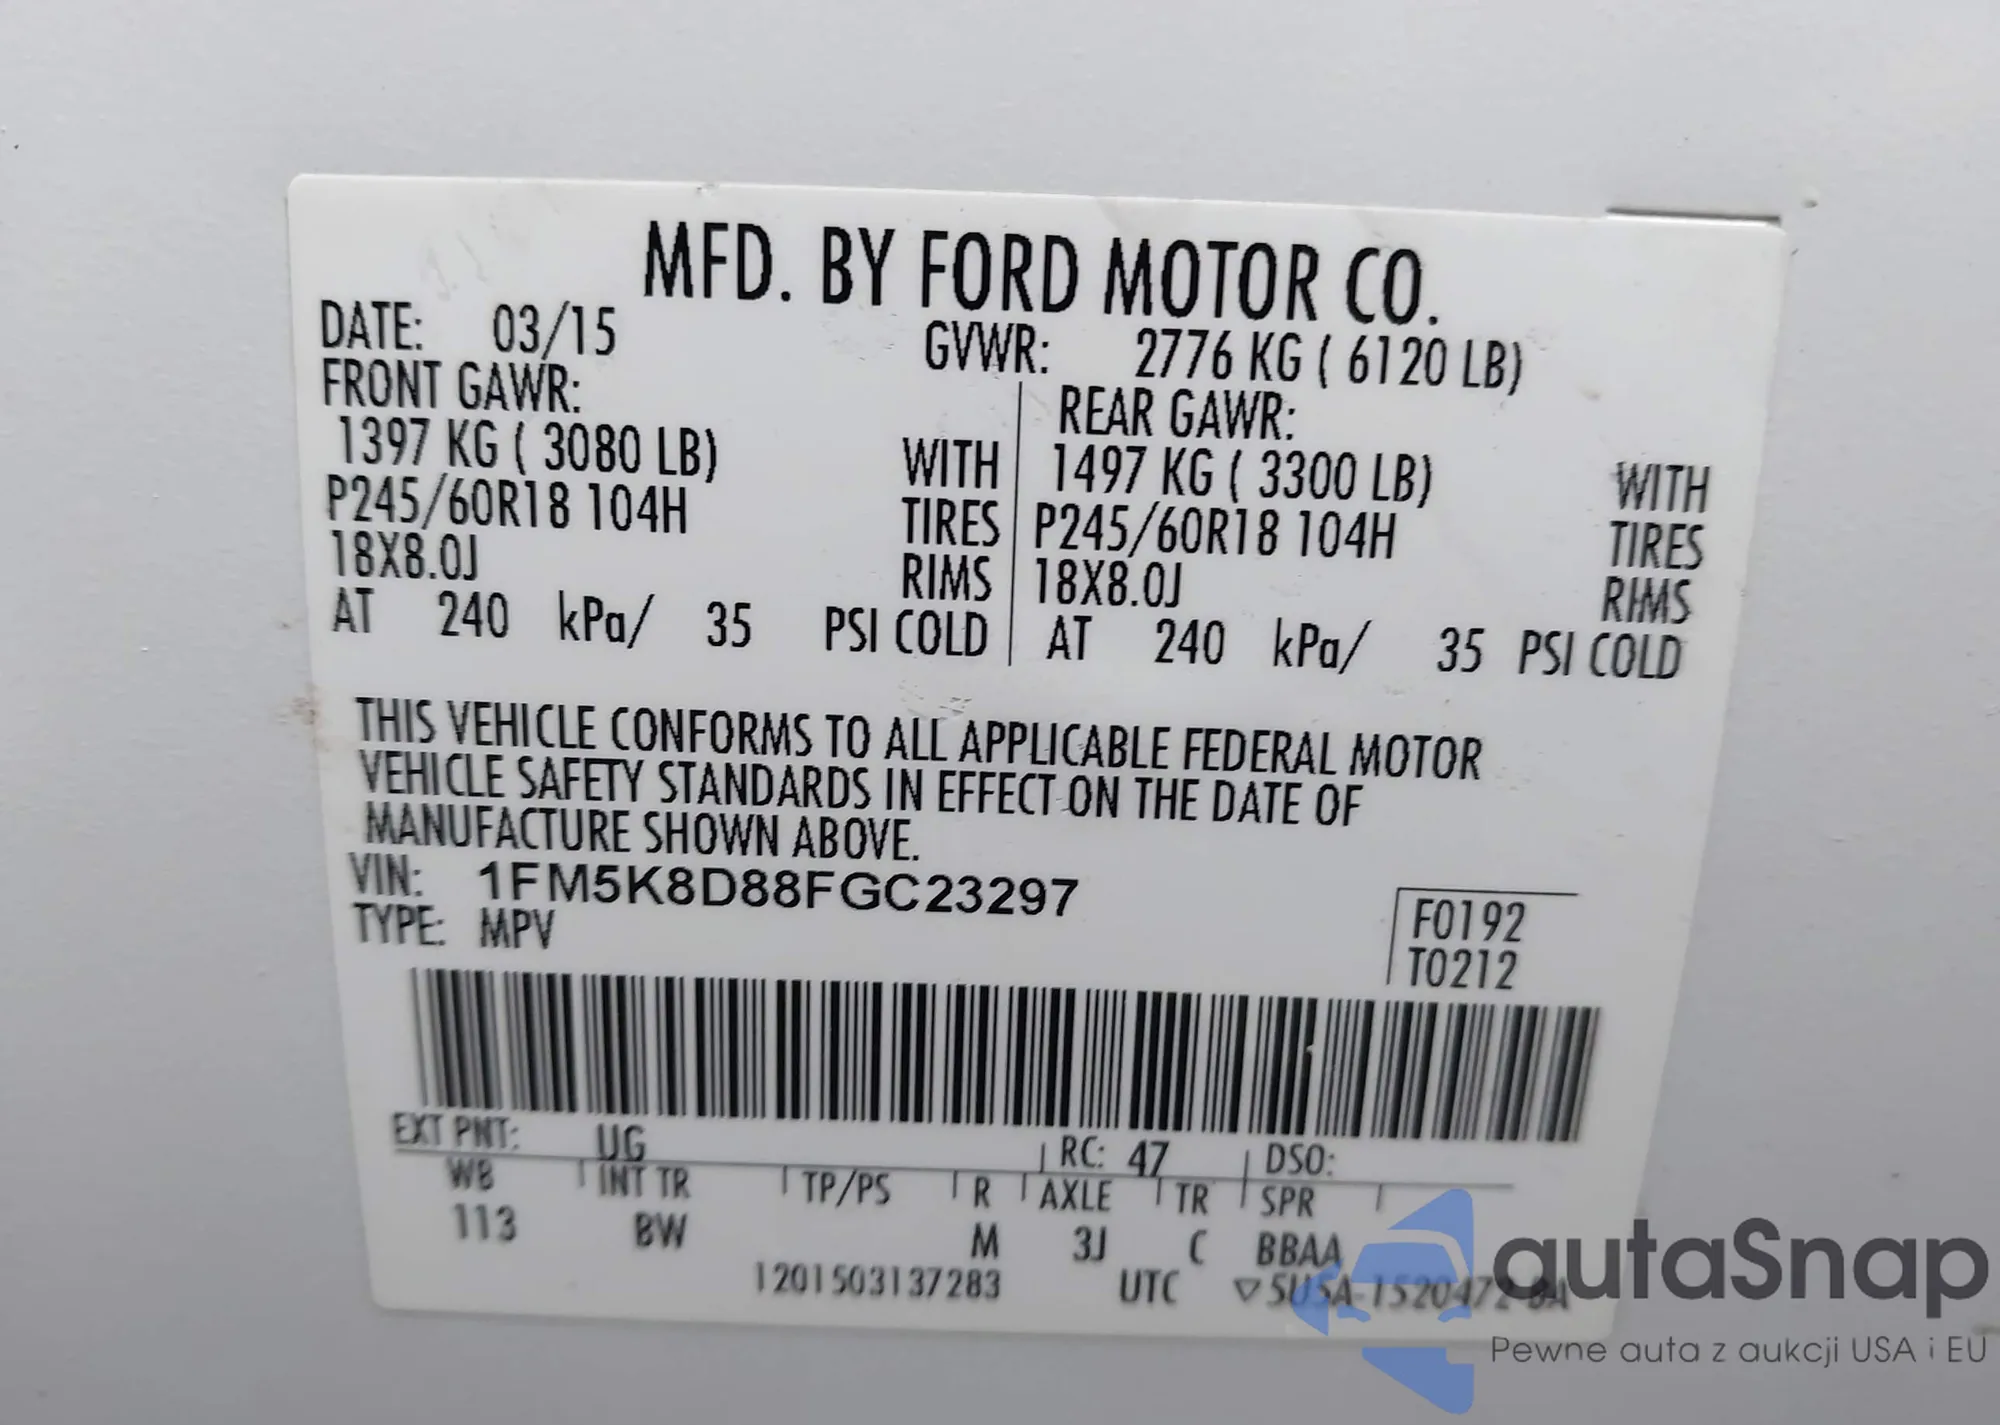 MFD. BY FORD MOTOR CO.
DATE: 03/15 GVWR: 2776 KG ( 6120 LB)
FRONT GAWR: REAR GAWR:
1397 KG ( 3080 LB) WITH 1497 KG ( 3300 LB) WITH
P245/60R18 104H TIRES P245/60R18 104H TIRES
18X8.0J RIMS 18X8.0J RIMS
AT 240 kPa/ 35 PSI COLD AT 240 kPa/ 35 PSI COLD
THIS VEHICLE CONFORMS TO ALL APPLICABLE FEDERAL MOTOR
VEHICLE SAFETY STANDARDS IN EFFECT ON THE DATE OF
MANUFACTURE SHOWN ABOVE.
VIN: 1FM5K8D88FGC23297
TYPE: MPV
F0192
T0212
EXT PNT: UG RC: 47 DSO:
WB INT TR TP/PS R AXLE TR SPR
113 BW M 3J C BBAA
1201503137283 UTC ▽5U5A-1520472-BA
autaSnap
Pewne auta z aukcji USA i EU